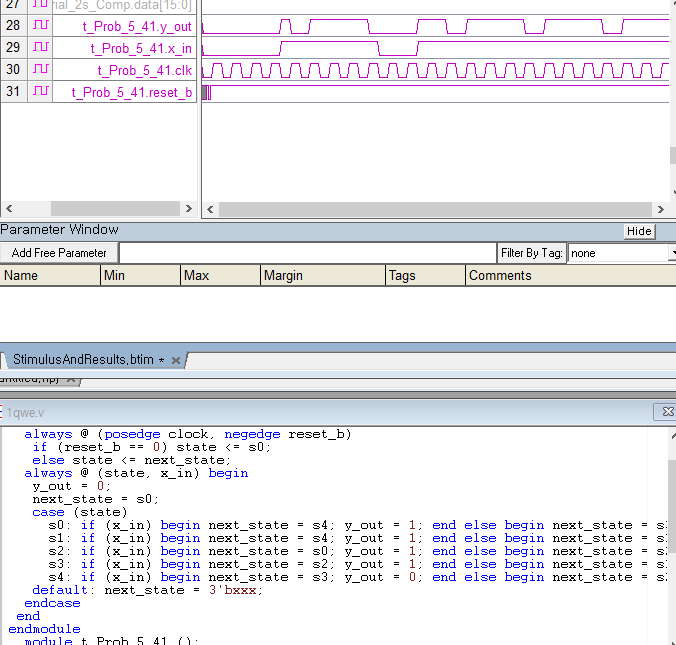 27 nal_2s_Comp.data[15:0]
28 t_Prob_5_41.y_out
29 t_Prob_5_41.x_in
30 t_Prob_5_41.clk
31 t_Prob_5_41.reset_b
Parameter Window Hide
Add Free Parameter Filter By Tag: none
Name Min Max Margin Tags Comments
StimulusAndResults.btim *
1qwe.v
always @ (posedge clock, negedge reset_b)
if (reset_b == 0) state <= s0;
else state <= next_state;
always @ (state, x_in) begin
y_out = 0;
next_state = s0;
case (state)
s0: if (x_in) begin next_state = s4; y_out = 1; end else begin next_state = s
s1: if (x_in) begin next_state = s4; y_out = 1; end else begin next_state = s
s2: if (x_in) begin next_state = s0; y_out = 1; end else begin next_state = s
s3: if (x_in) begin next_state = s2; y_out = 1; end else begin next_state = s
s4: if (x_in) begin next_state = s3; y_out = 0; end else begin next_state = s
default: next_state = 3'bxxx;
endcase
end
endmodule
module t_Prob_5_41 ();